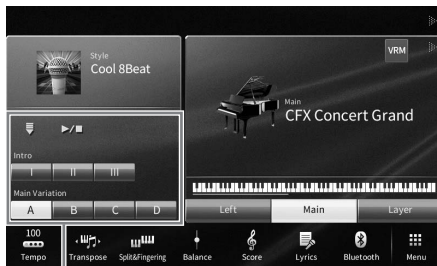 VRM
Style
Cool 8Beat
Main
CFX Concert Grand
Intro
I II III
Main Variation
A B C D
Left Main Layer
100
Tempo Transpose Split&Fingering Balance Score Lyrics Bluetooth Menu